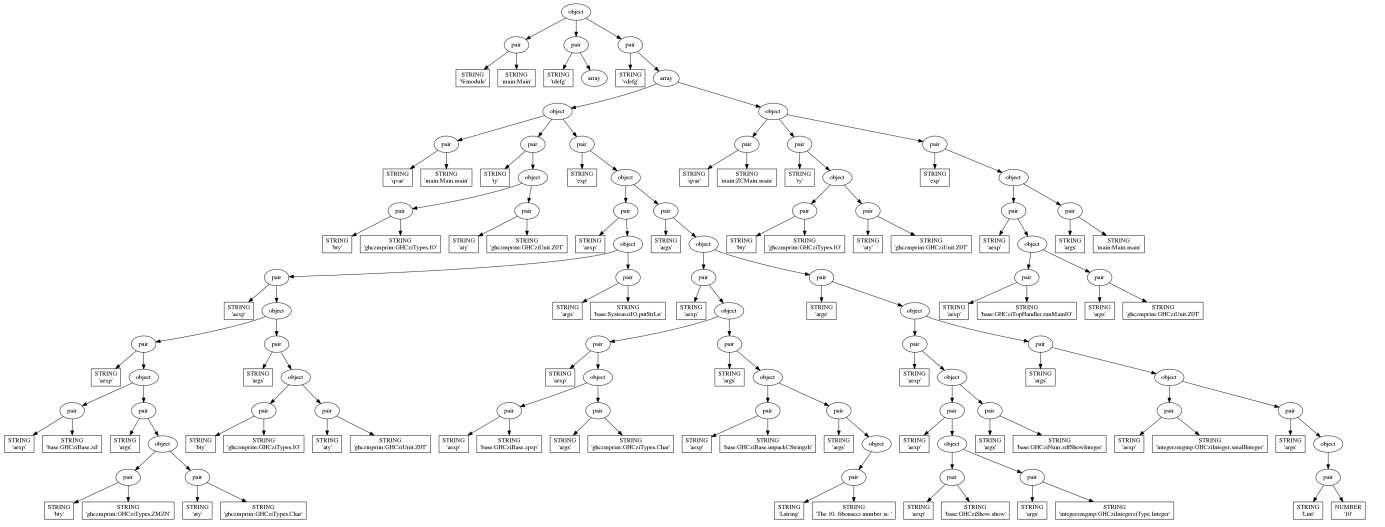 object
pair
pair
pair
STRING
'%module'
STRING
'main:Main'
STRING
'tdefg'
array
STRING
'vdefg'
array
object
object
pair
pair
pair
pair
pair
pair
STRING
'qvar'
STRING
'main:Main.main'
STRING
'ty'
object
STRING
'exp'
object
STRING
'qvar'
STRING
'main:ZCMain.main'
STRING
'ty'
object
STRING
'exp'
object
pair
pair
pair
pair
pair
pair
pair
pair
STRING
'bty'
STRING
'ghczmprim:GHCziTypes.IO'
STRING
'aty'
STRING
'ghczmprim:GHCziUnit.Z0T'
STRING
'aexp'
object
STRING
'args'
object
STRING
'bty'
STRING
'ghczmprim:GHCziTypes.IO'
STRING
'aty'
STRING
'ghczmprim:GHCziUnit.Z0T'
STRING
'aexp'
object
STRING
'args'
STRING
'main:Main.main'
pair
pair
pair
pair
pair
pair
STRING
'aexp'
object
STRING
'args'
STRING
'base:SystemziIO.putStrLn'
STRING
'aexp'
object
STRING
'args'
object
STRING
'aexp'
STRING
'base:GHCziTopHandler.runMainIO'
STRING
'args'
STRING
'ghczmprim:GHCziUnit.Z0T'
pair
pair
pair
pair
pair
pair
STRING
'aexp'
object
STRING
'args'
object
STRING
'aexp'
object
STRING
'args'
object
STRING
'aexp'
object
STRING
'args'
object
pair
pair
pair
pair
pair
pair
pair
pair
pair
pair
pair
pair
STRING
'aexp'
STRING
'base:GHCziBase.zd'
STRING
'args'
object
STRING
'bty'
STRING
'ghczmprim:GHCziTypes.IO'
STRING
'aty'
STRING
'ghczmprim:GHCziUnit.Z0T'
STRING
'aexp'
STRING
'base:GHCziBase.zpzp'
STRING
'args'
STRING
'ghczmprim:GHCziTypes.Char'
STRING
'aexp'
STRING
'base:GHCziBase.unpackCStringzh'
STRING
'args'
object
STRING
'aexp'
object
STRING
'args'
STRING
'base:GHCziNum.zdfShowInteger'
STRING
'aexp'
STRING
'integerzmgmp:GHCziInteger.smallInteger'
STRING
'args'
object
pair
pair
pair
pair
pair
pair
STRING
'bty'
STRING
'ghczmprim:GHCziTypes.ZMZN'
STRING
'aty'
STRING
'ghczmprim:GHCziTypes.Char'
STRING
'Lstring'
STRING
'The 10. fibonacci number is: '
STRING
'aexp'
STRING
'base:GHCziShow.show'
STRING
'args'
STRING
'integerzmgmp:GHCziIntegerziType.Integer'
STRING
'Lint'
NUMBER
'10'